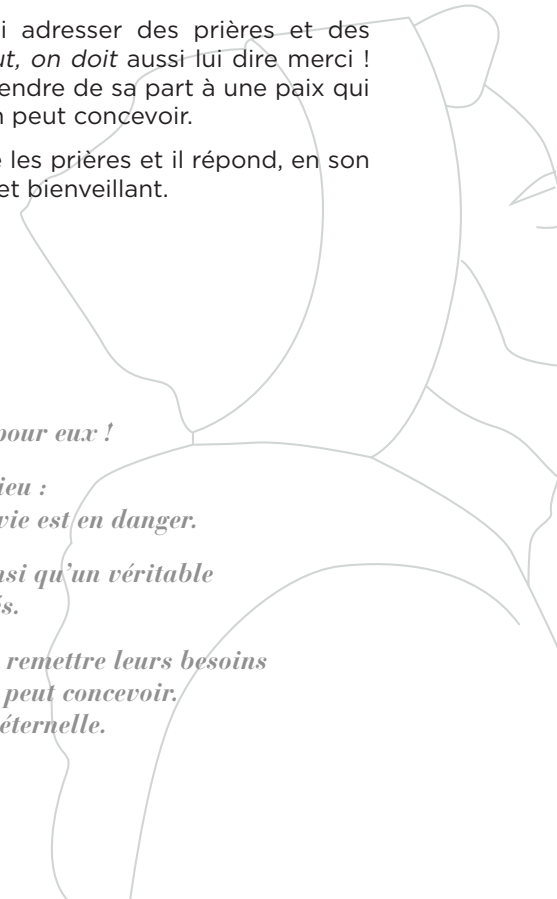 i adresser des prières et des
ut, on doit aussi lui dire merci !
endre de sa part à une paix qui
n peut concevoir.
e les prières et il répond, en son
et bienveillant.
pour eux !
ieu :
vie est en danger.
nsi qu’un véritable
és.
remettre leurs besoins
peut concevoir.
éternelle.